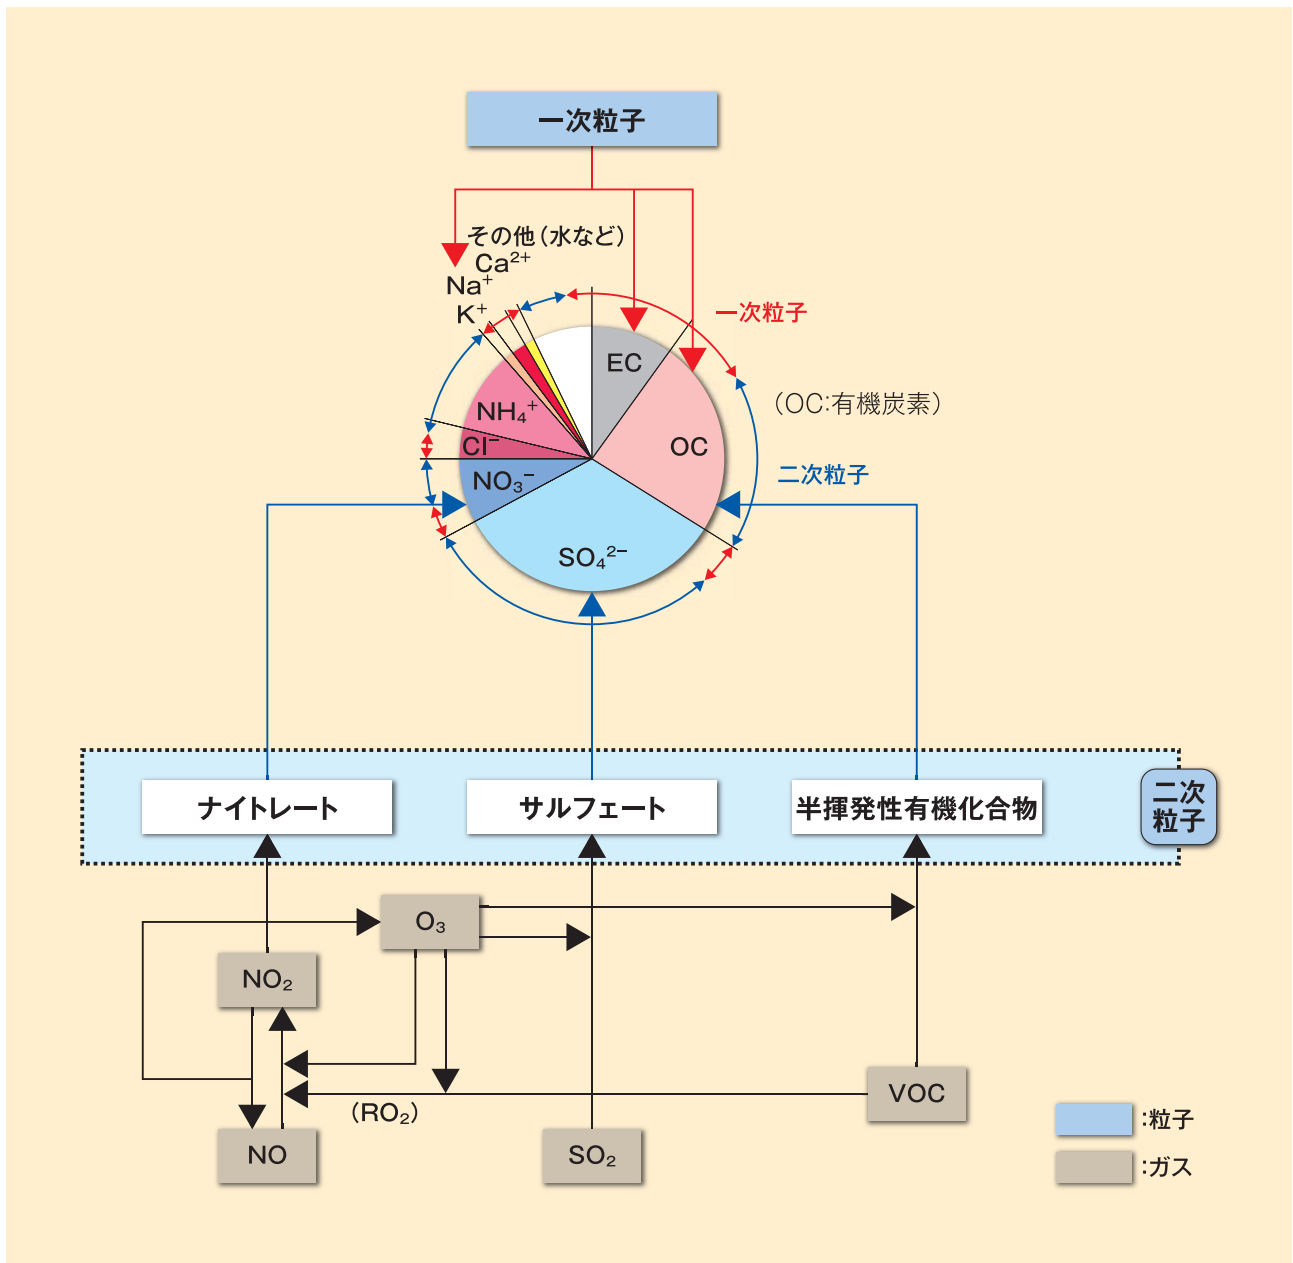 一次粒子
その他（水など）
Ca²⁺
Na⁺
K⁺
一次粒子
EC
NH₄⁺
（OC:有機炭素）
Cl⁻
OC
二次粒子
NO₃⁻
SO₄²⁻
ナイトレート
サルフェート
半揮発性有機化合物
二次
粒子
O₃
NO₂
VOC
（RO₂）
:粒子
NO
SO₂
:ガス